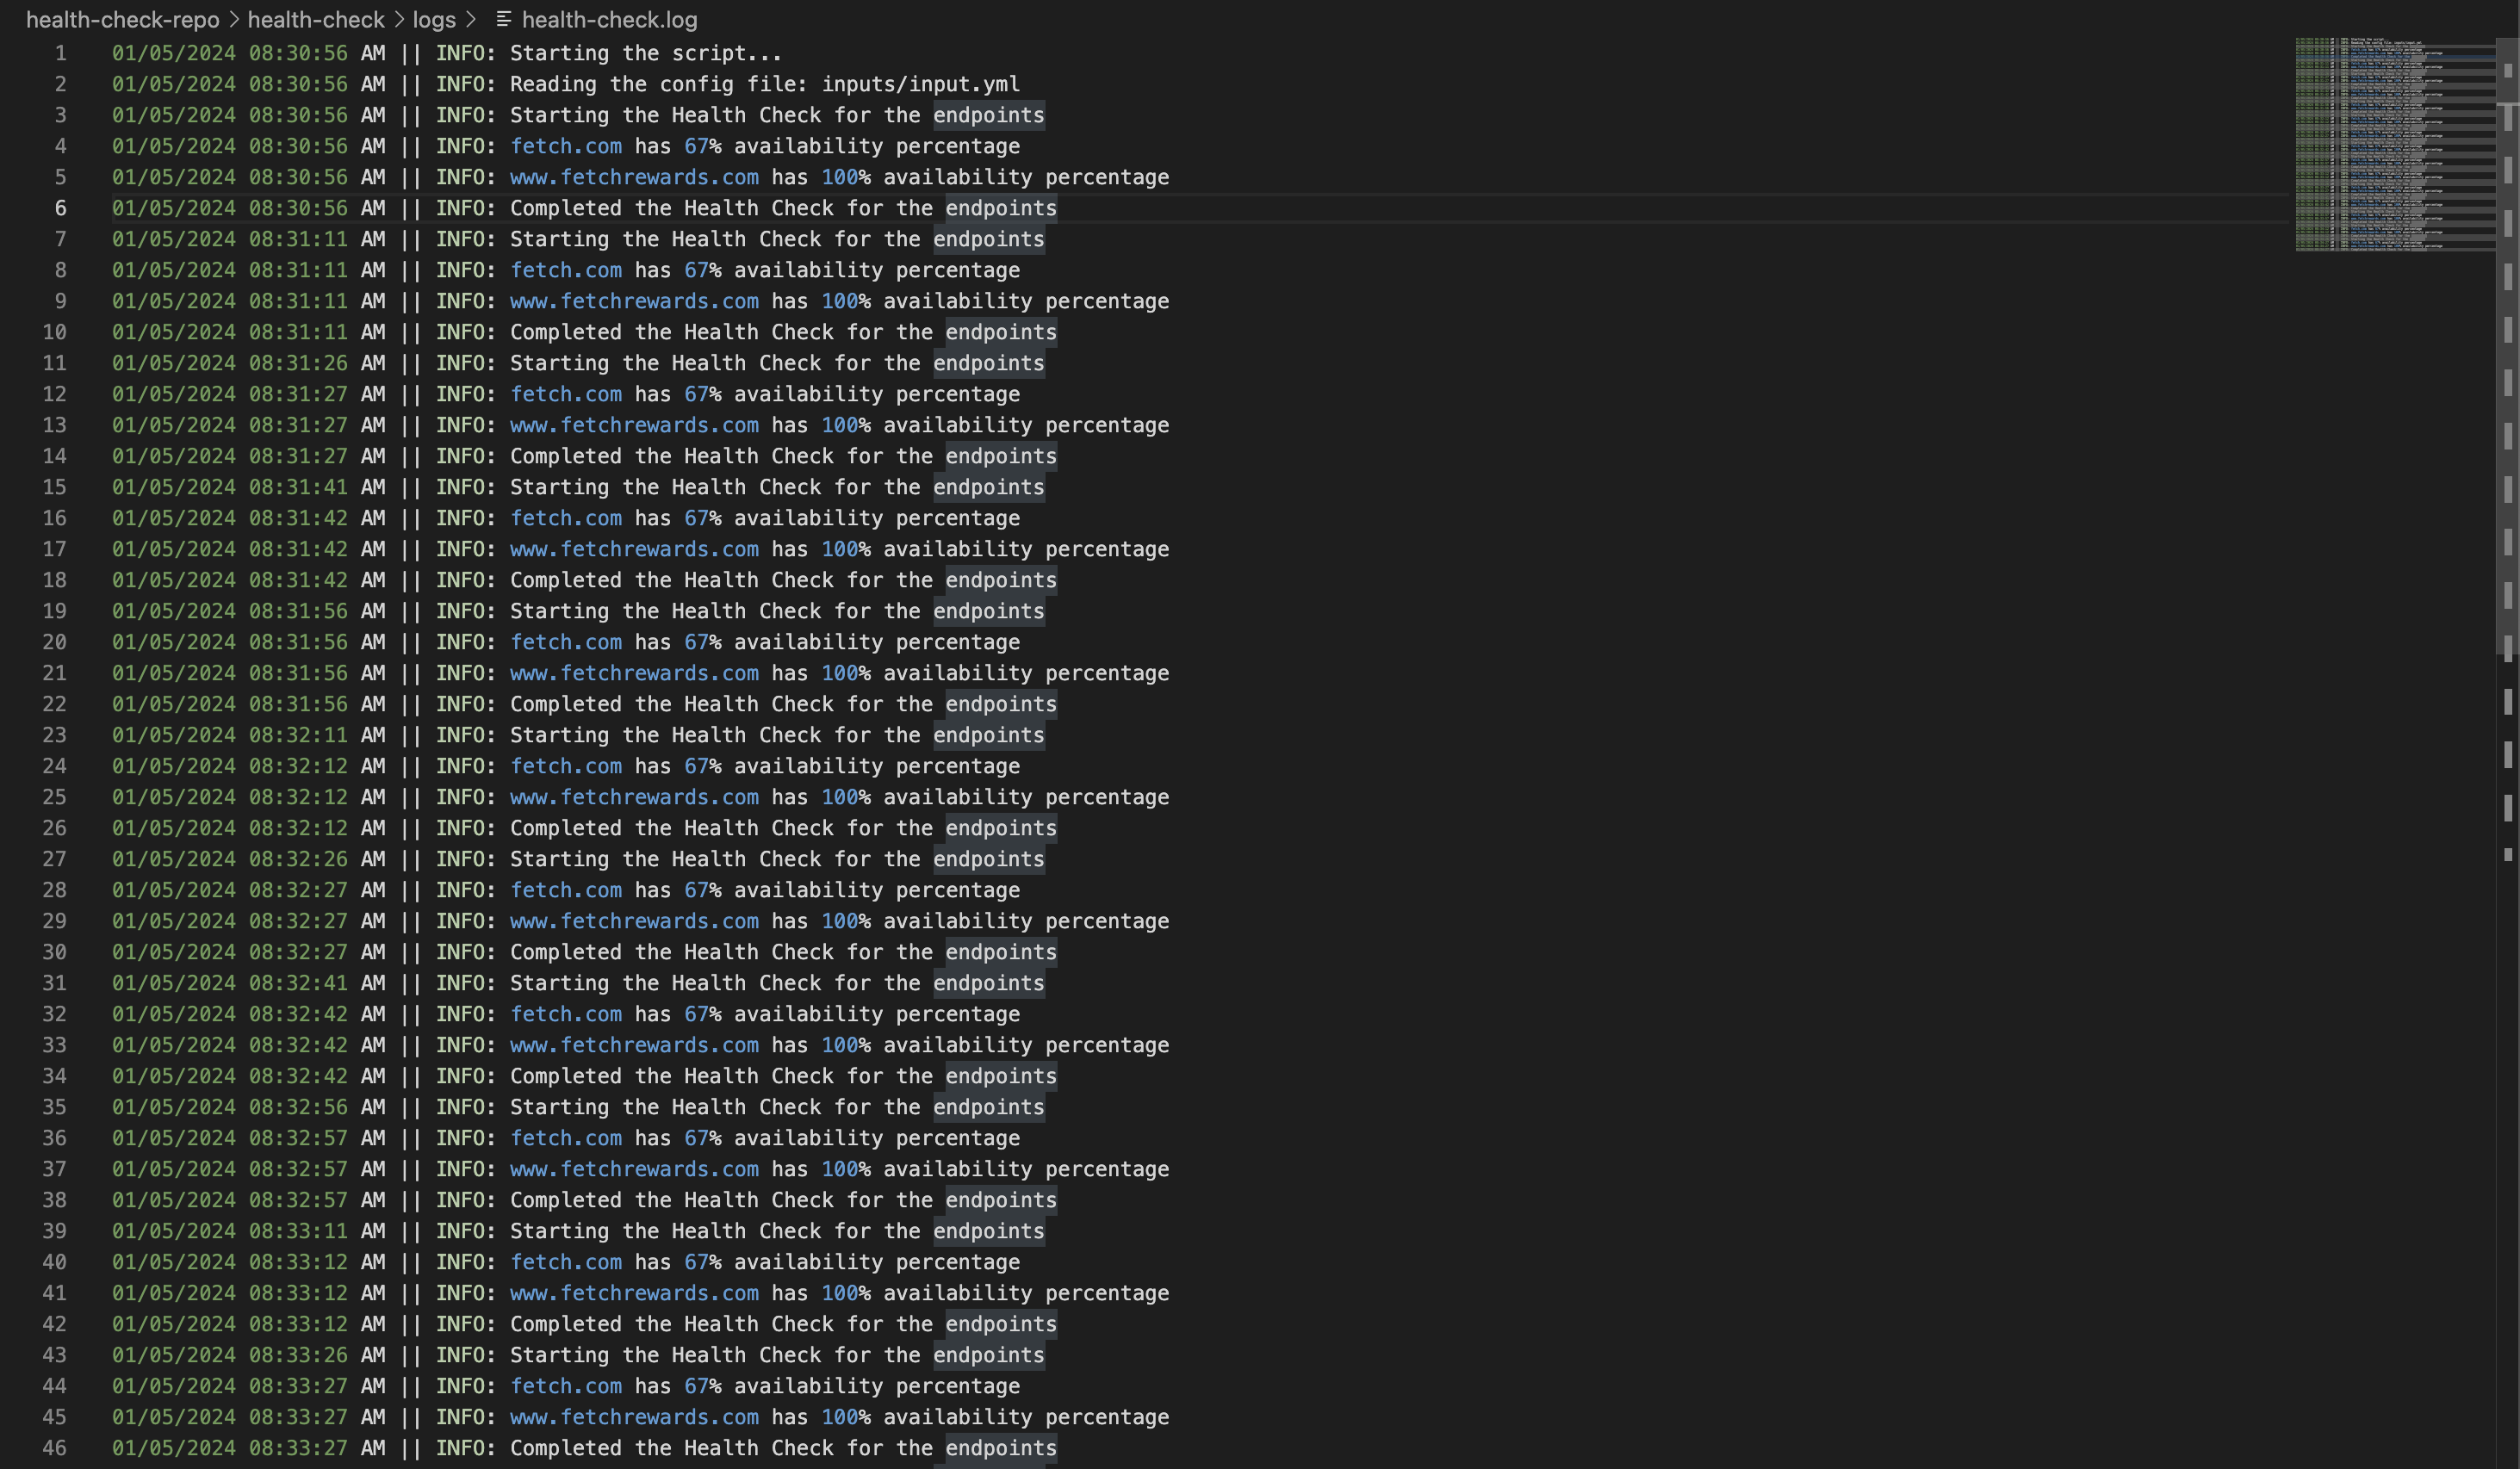 health-check-repo > health-check > logs > health-check.log
1 01/05/2024 08:30:56 AM || INFO: Starting the script...
2 01/05/2024 08:30:56 AM || INFO: Reading the config file: inputs/input.yml
3 01/05/2024 08:30:56 AM || INFO: Starting the Health Check for the endpoints
4 01/05/2024 08:30:56 AM || INFO: fetch.com has 67% availability percentage
5 01/05/2024 08:30:56 AM || INFO: www.fetchrewards.com has 100% availability percentage
6 01/05/2024 08:30:56 AM || INFO: Completed the Health Check for the endpoints
7 01/05/2024 08:31:11 AM || INFO: Starting the Health Check for the endpoints
8 01/05/2024 08:31:11 AM || INFO: fetch.com has 67% availability percentage
9 01/05/2024 08:31:11 AM || INFO: www.fetchrewards.com has 100% availability percentage
10 01/05/2024 08:31:11 AM || INFO: Completed the Health Check for the endpoints
11 01/05/2024 08:31:26 AM || INFO: Starting the Health Check for the endpoints
12 01/05/2024 08:31:27 AM || INFO: fetch.com has 67% availability percentage
13 01/05/2024 08:31:27 AM || INFO: www.fetchrewards.com has 100% availability percentage
14 01/05/2024 08:31:27 AM || INFO: Completed the Health Check for the endpoints
15 01/05/2024 08:31:41 AM || INFO: Starting the Health Check for the endpoints
16 01/05/2024 08:31:42 AM || INFO: fetch.com has 67% availability percentage
17 01/05/2024 08:31:42 AM || INFO: www.fetchrewards.com has 100% availability percentage
18 01/05/2024 08:31:42 AM || INFO: Completed the Health Check for the endpoints
19 01/05/2024 08:31:56 AM || INFO: Starting the Health Check for the endpoints
20 01/05/2024 08:31:56 AM || INFO: fetch.com has 67% availability percentage
21 01/05/2024 08:31:56 AM || INFO: www.fetchrewards.com has 100% availability percentage
22 01/05/2024 08:31:56 AM || INFO: Completed the Health Check for the endpoints
23 01/05/2024 08:32:11 AM || INFO: Starting the Health Check for the endpoints
24 01/05/2024 08:32:12 AM || INFO: fetch.com has 67% availability percentage
25 01/05/2024 08:32:12 AM || INFO: www.fetchrewards.com has 100% availability percentage
26 01/05/2024 08:32:12 AM || INFO: Completed the Health Check for the endpoints
27 01/05/2024 08:32:26 AM || INFO: Starting the Health Check for the endpoints
28 01/05/2024 08:32:27 AM || INFO: fetch.com has 67% availability percentage
29 01/05/2024 08:32:27 AM || INFO: www.fetchrewards.com has 100% availability percentage
30 01/05/2024 08:32:27 AM || INFO: Completed the Health Check for the endpoints
31 01/05/2024 08:32:41 AM || INFO: Starting the Health Check for the endpoints
32 01/05/2024 08:32:42 AM || INFO: fetch.com has 67% availability percentage
33 01/05/2024 08:32:42 AM || INFO: www.fetchrewards.com has 100% availability percentage
34 01/05/2024 08:32:42 AM || INFO: Completed the Health Check for the endpoints
35 01/05/2024 08:32:56 AM || INFO: Starting the Health Check for the endpoints
36 01/05/2024 08:32:57 AM || INFO: fetch.com has 67% availability percentage
37 01/05/2024 08:32:57 AM || INFO: www.fetchrewards.com has 100% availability percentage
38 01/05/2024 08:32:57 AM || INFO: Completed the Health Check for the endpoints
39 01/05/2024 08:33:11 AM || INFO: Starting the Health Check for the endpoints
40 01/05/2024 08:33:12 AM || INFO: fetch.com has 67% availability percentage
41 01/05/2024 08:33:12 AM || INFO: www.fetchrewards.com has 100% availability percentage
42 01/05/2024 08:33:12 AM || INFO: Completed the Health Check for the endpoints
43 01/05/2024 08:33:26 AM || INFO: Starting the Health Check for the endpoints
44 01/05/2024 08:33:27 AM || INFO: fetch.com has 67% availability percentage
45 01/05/2024 08:33:27 AM || INFO: www.fetchrewards.com has 100% availability percentage
46 01/05/2024 08:33:27 AM || INFO: Completed the Health Check for the endpoints